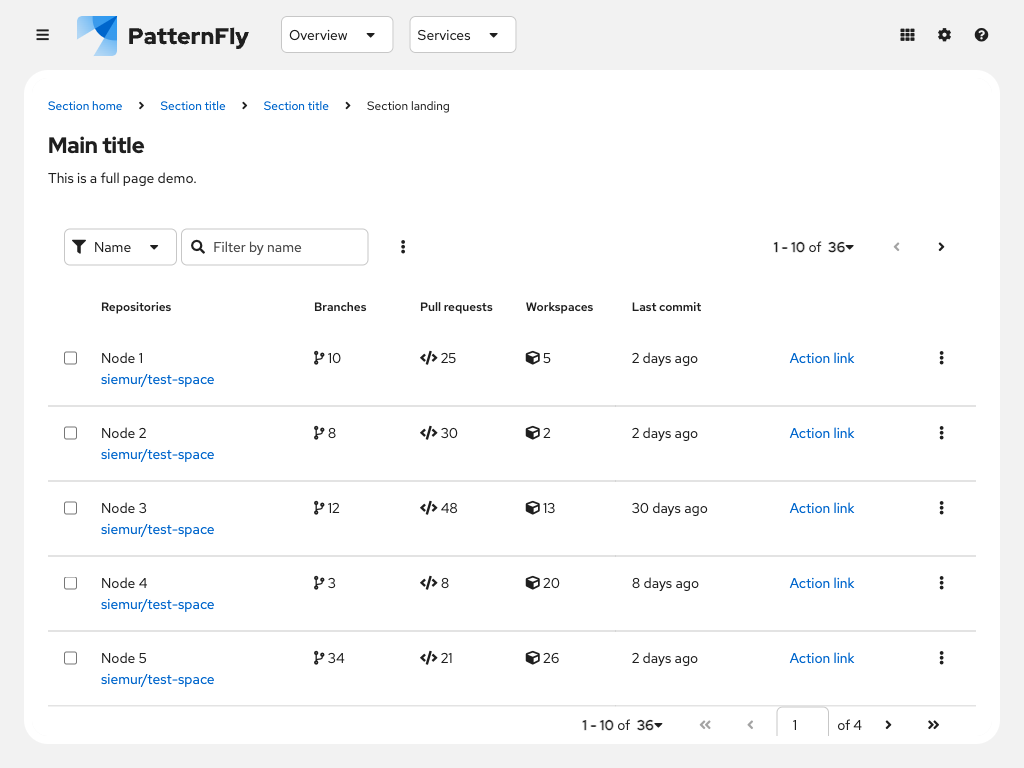 PatternFly Overview Services
Section home Section title Section title Section landing
Main title
This is a full page demo.
Name Filter by name 1 - 10 of 36
Repositories Branches Pull requests Workspaces Last commit
Node 1 10 25 5 2 days ago Action link
siemur/test-space
Node 2 8 30 2 2 days ago Action link
siemur/test-space
Node 3 12 48 13 30 days ago Action link
siemur/test-space
Node 4 3 8 20 8 days ago Action link
siemur/test-space
Node 5 34 21 26 2 days ago Action link
siemur/test-space
1 - 10 of 36 1 of 4